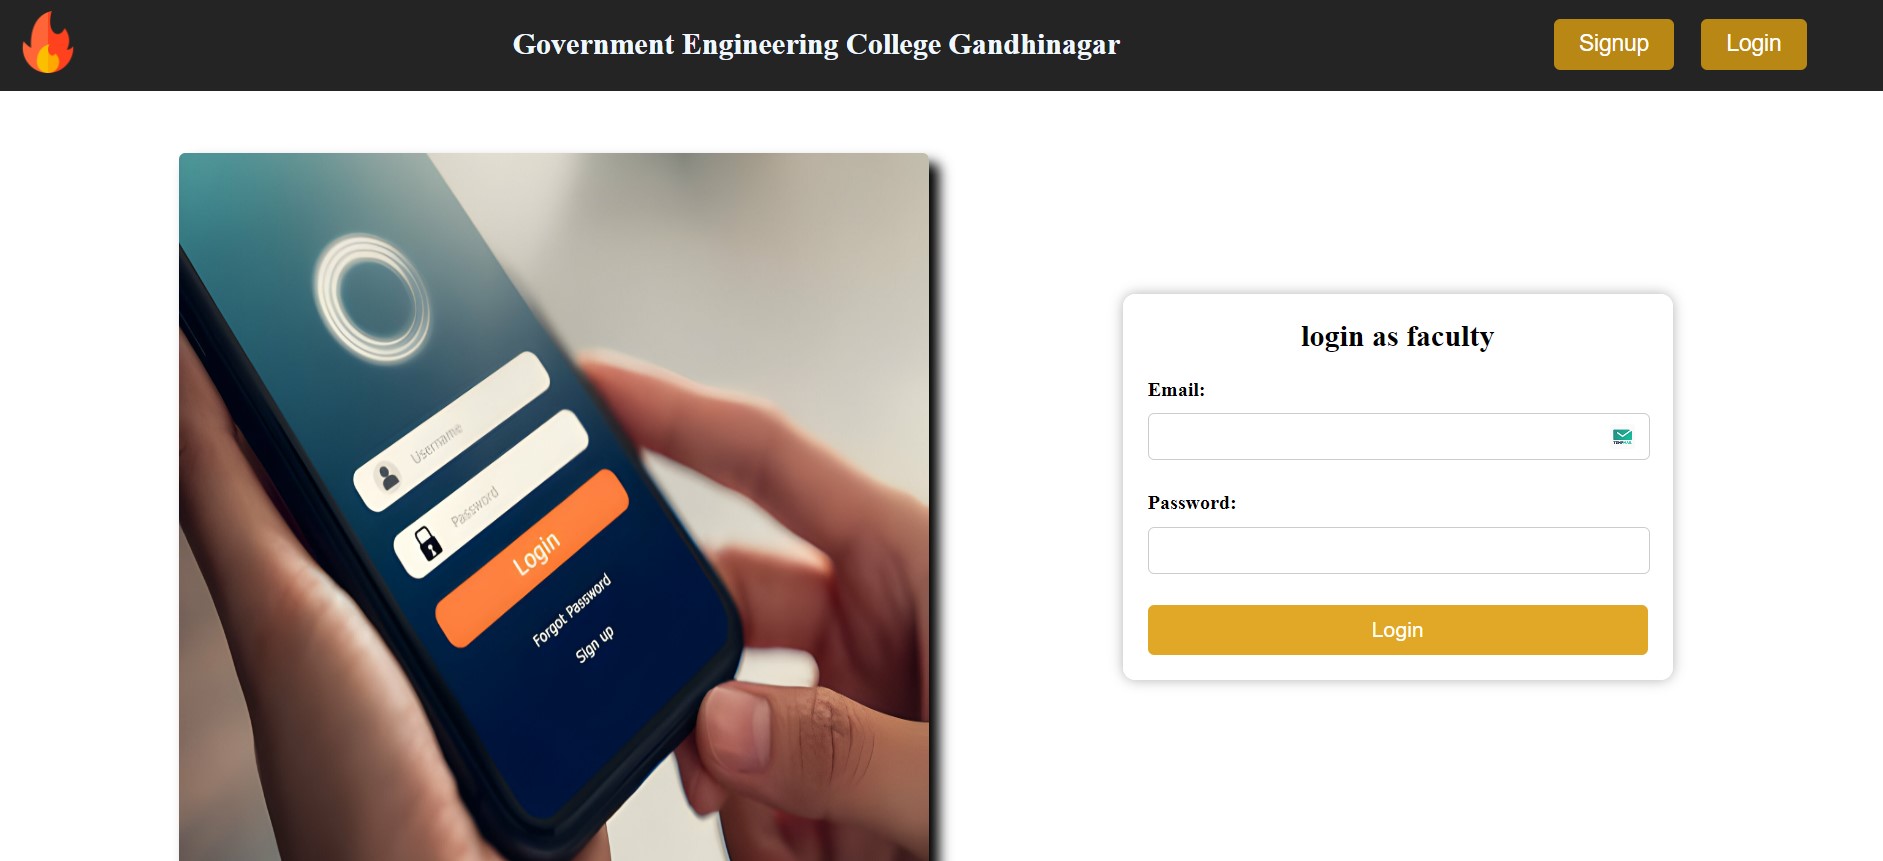 Government Engineering College Gandhinagar
Signup
Login
Username
Password
Login
Forgot Password
Sign up
login as faculty
Email:
TEMPMAIL
Password:
Login